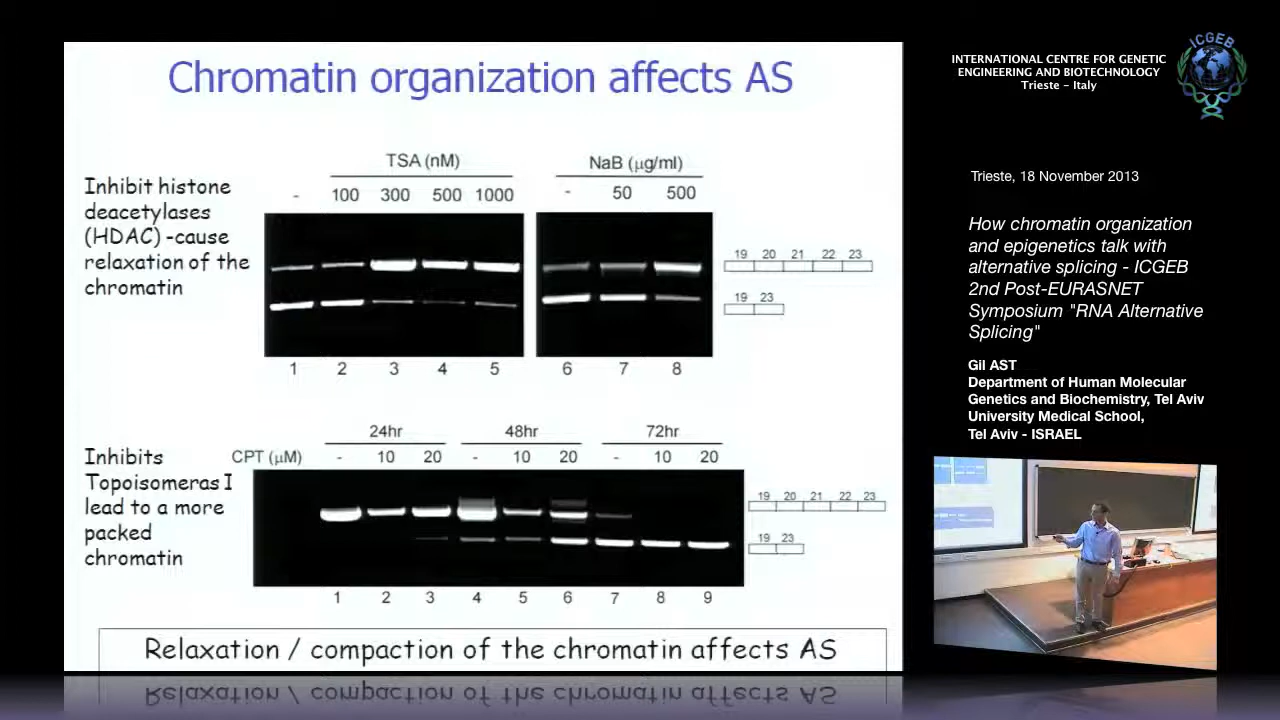 Chromatin organization affects AS
Inhibit histone
deacetylases
(HDAC) -cause
relaxation of the
chromatin
TSA (nM)
- 100 300 500 1000
NaB (µg/ml)
- 50 500
19 20 21 22 23
19 23
1 2 3 4 5
6 7 8
Inhibits
Topoisomeras I
lead to a more
packed
chromatin
24hr 48hr 72hr
CPT (µM) - 10 20 - 10 20 - 10 20
19 20 21 22 23
19 23
1 2 3 4 5 6 7 8 9
Relaxation / compaction of the chromatin affects AS
INTERNATIONAL CENTRE FOR GENETIC
ENGINEERING AND BIOTECHNOLOGY
Trieste - Italy
ICGEB
Trieste, 18 November 2013
How chromatin organization
and epigenetics talk with
alternative splicing - ICGEB
2nd Post-EURASNET
Symposium "RNA Alternative
Splicing"
Gil AST
Department of Human Molecular
Genetics and Biochemistry, Tel Aviv
University Medical School,
Tel Aviv - ISRAEL